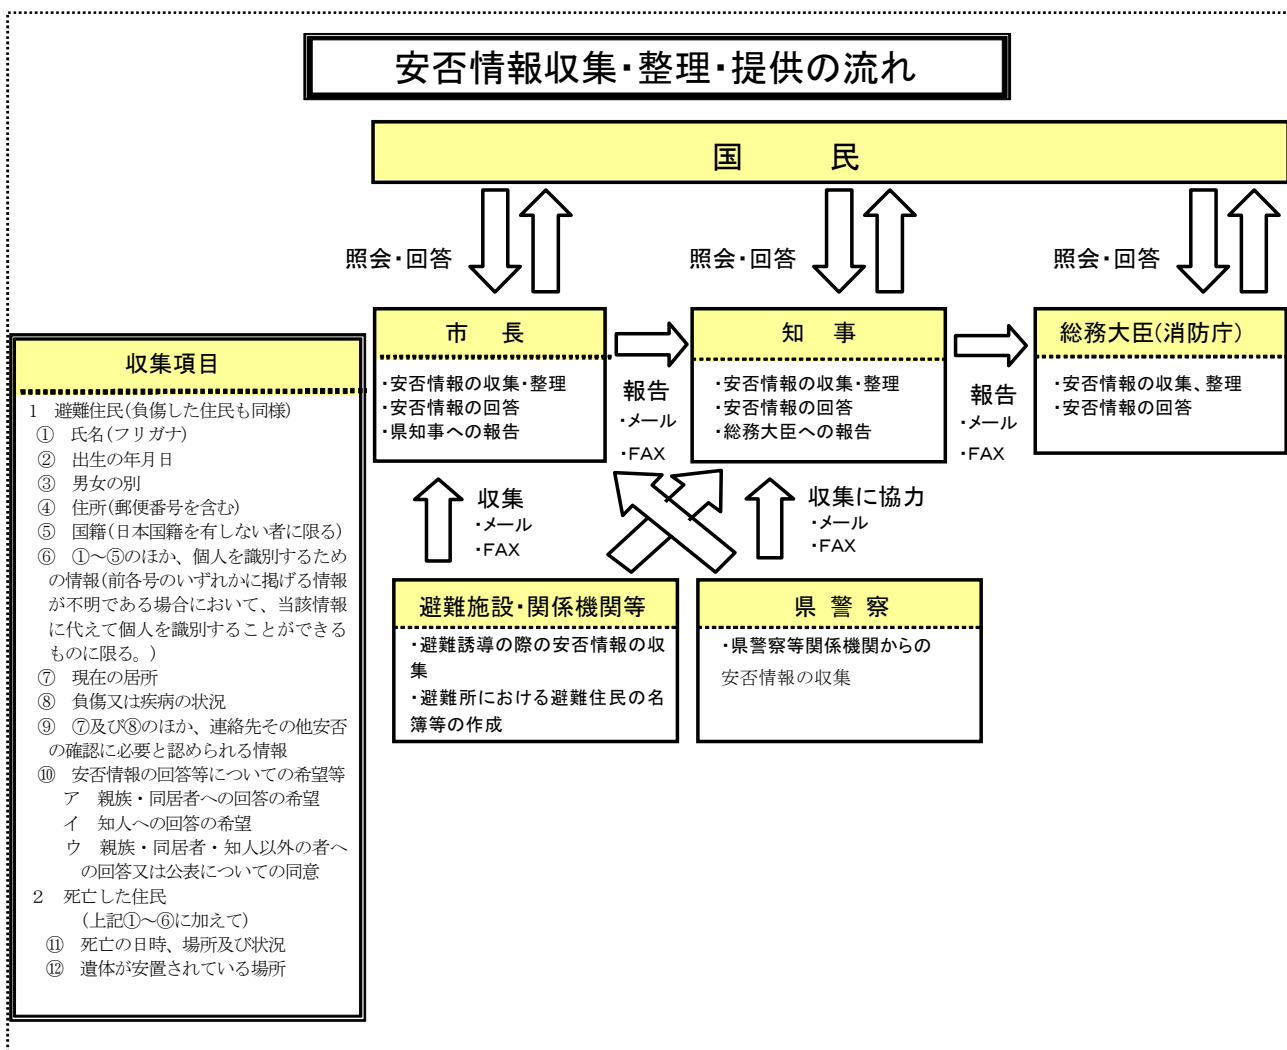 安否情報収集･整理･提供の流れ
国　民
照会･回答
照会･回答
照会･回答
市　長
･安否情報の収集･整理
･安否情報の回答
･県知事への報告
報告
･メール
･FAX
知　事
･安否情報の収集･整理
･安否情報の回答
･総務大臣への報告
報告
･メール
･FAX
総務大臣(消防庁)
･安否情報の収集、整理
･安否情報の回答
収集
･メール
･FAX
収集に協力
･メール
･FAX
避難施設･関係機関等
･避難誘導の際の安否情報の収
集
･避難所における避難住民の名
簿等の作成
県 警 察
･県警察等関係機関からの
安否情報の収集
収集項目
1　避難住民(負傷した住民も同様)
①　氏名(フリガナ)
②　出生の年月日
③　男女の別
④　住所(郵便番号を含む)
⑤　国籍(日本国籍を有しない者に限る)
⑥　①～⑤のほか、個人を識別するため
の情報(前各号のいずれかに掲げる情報
が不明である場合において、当該情報
に代えて個人を識別することができる
ものに限る。)
⑦　現在の居所
⑧　負傷又は疾病の状況
⑨　⑦及び⑧のほか、連絡先その他安否
の確認に必要と認められる情報
⑩　安否情報の回答等についての希望等
ア　親族・同居者への回答の希望
イ　知人への回答の希望
ウ　親族・同居者・知人以外の者へ
の回答又は公表についての同意
2　死亡した住民
(上記①～⑥に加えて)
⑪　死亡の日時、場所及び状況
⑫　遺体が安置されている場所